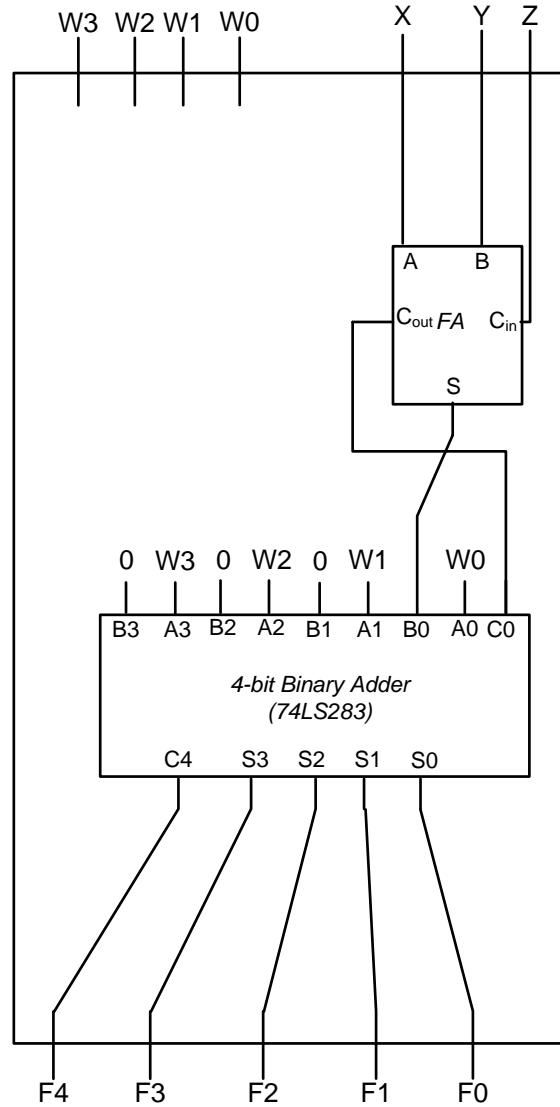 W3 W2 W1 W0 X Y Z
A B
Cout FA Cin
S
0 W3 0 W2 0 W1 W0
B3 A3 B2 A2 B1 A1 B0 A0 C0
4-bit Binary Adder
(74LS283)
C4 S3 S2 S1 S0
F4 F3 F2 F1 F0